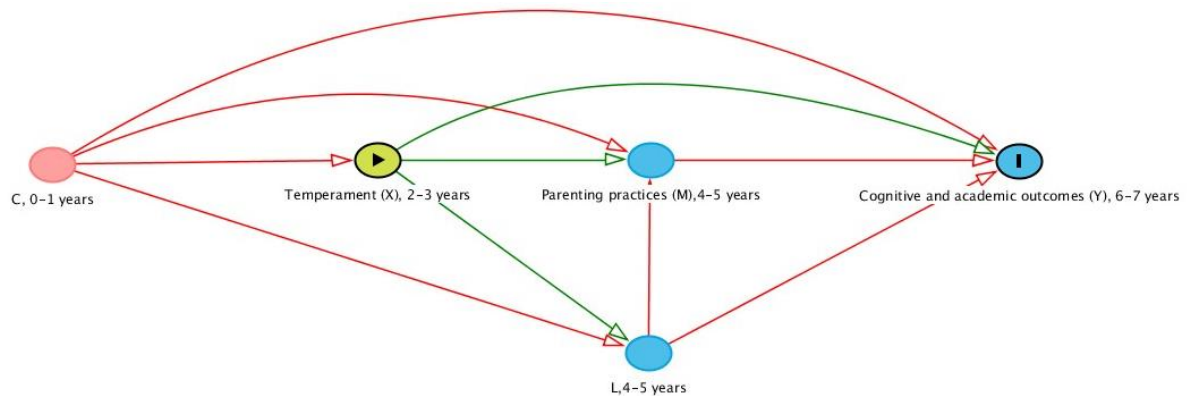 C, 0-1 years
Temperament (X), 2-3 years
Parenting practices (M),4-5 years
Cognitive and academic outcomes (Y), 6-7 years
L,4-5 years